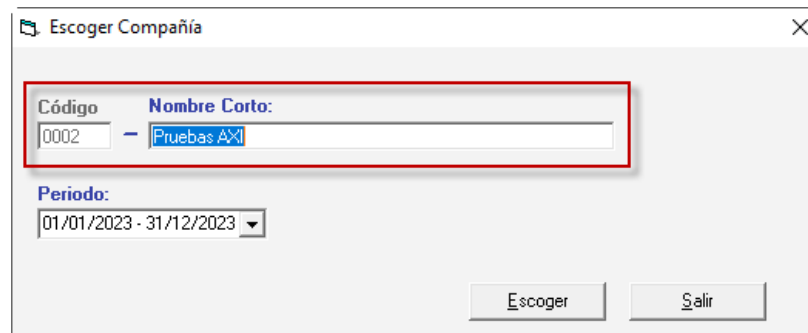 Escoger Compañía
Código Nombre Corto:
0002 – Pruebas AXI
Periodo:
01/01/2023 - 31/12/2023
Escoger Salir